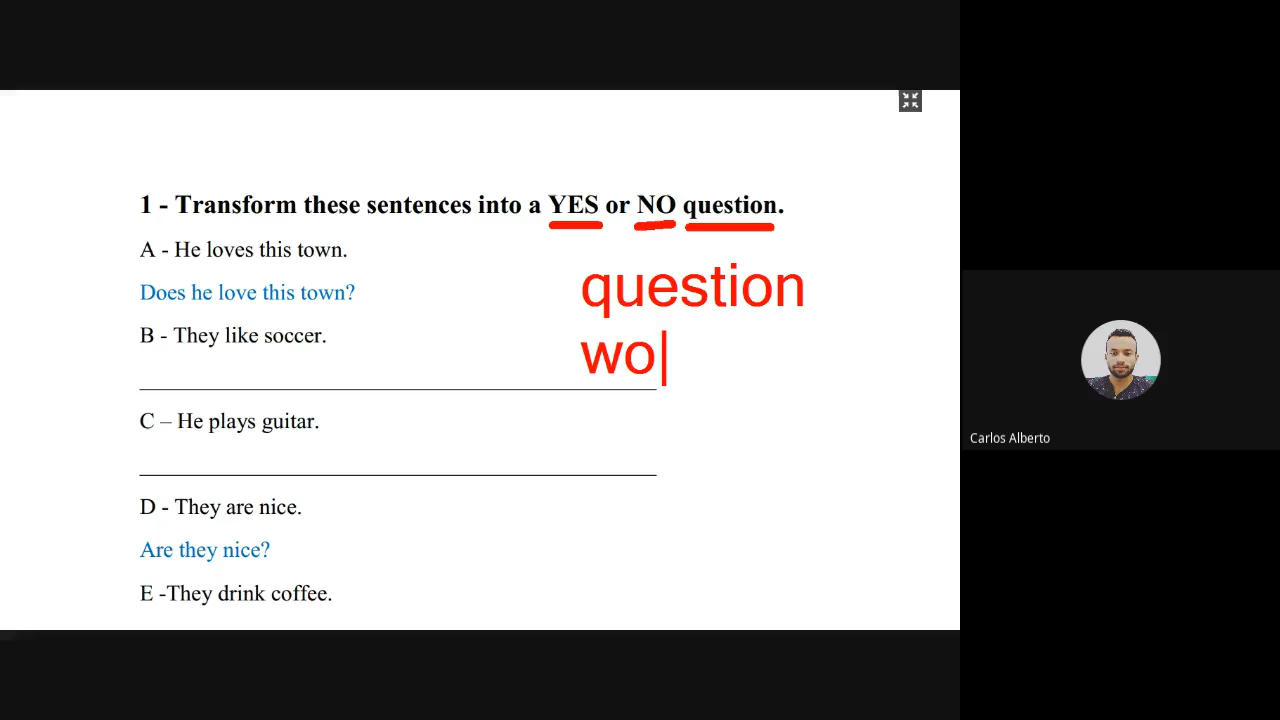 1 - Transform these sentences into a YES or NO question.
A - He loves this town.
Does he love this town?
question
B - They like soccer.
wo
C – He plays guitar.
D - They are nice.
Are they nice?
E -They drink coffee.
Carlos Alberto